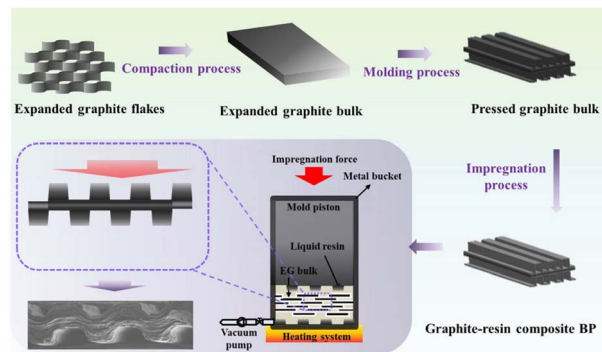 Compaction process
Molding process
Expanded graphite flakes
Expanded graphite bulk
Pressed graphite bulk
Impregnation
process
Graphite-resin composite BP
Impregnation force
Metal bucket
Mold piston
Liquid resin
EG bulk
Vacuum
pump
Heating system